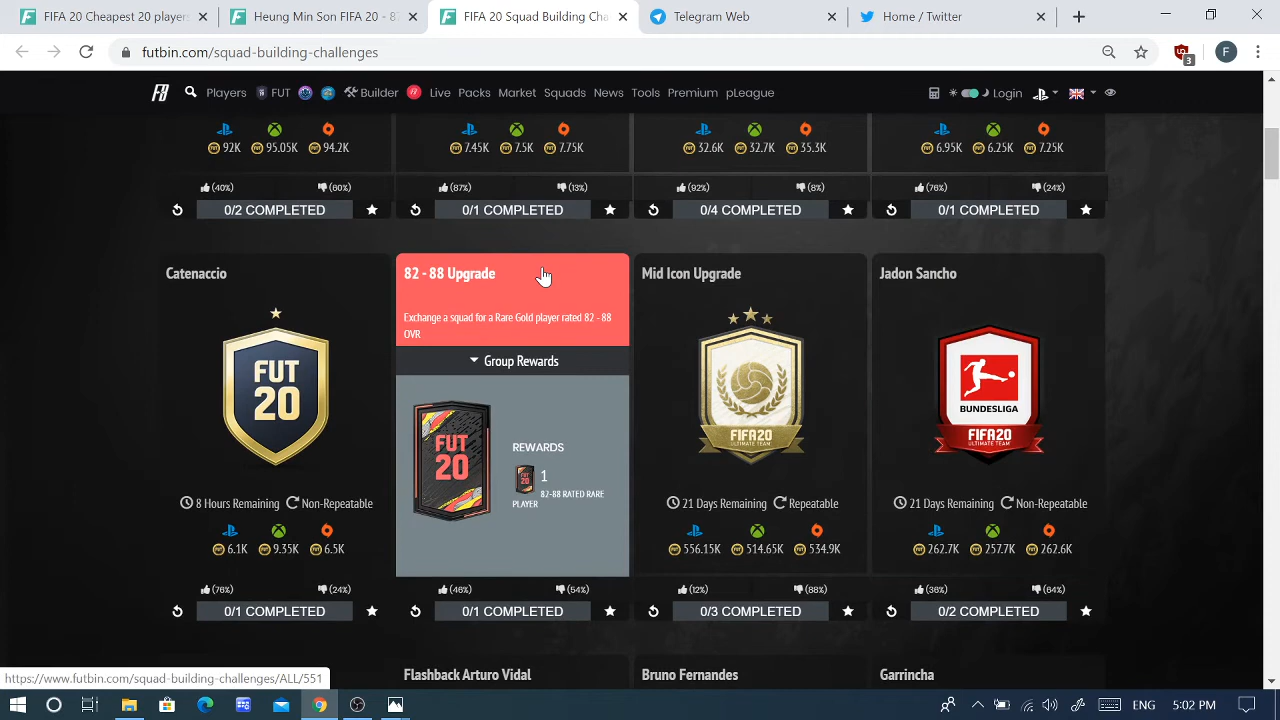 FIFA 20 Cheapest 82 players
Heung Min Son FIFA 20 - 87
FIFA 20 Squad Building Cha
Telegram Web
Home / Twitter
futbin.com/squad-building-challenges
3
F
Players FUT Builder Live Packs Market Squads News Tools Premium pLeague Login
92K 95.05K 94.2K
7.45K 7.5K 7.75K
32.6K 32.7K 35.3K
6.95K 6.25K 7.25K
(40%) (60%)
(87%) (13%)
(92%) (8%)
(76%) (24%)
0/2 COMPLETED
0/1 COMPLETED
0/4 COMPLETED
0/1 COMPLETED
Catenaccio
FUT
20
8 Hours Remaining Non-Repeatable
6.1K 9.35K 6.5K
(76%) (24%)
0/1 COMPLETED
82 - 88 Upgrade
Exchange a squad for a Rare Gold player rated 82 - 88
OVR
Group Rewards
FUT
20
REWARDS
1
82-88 RATED RARE
PLAYER
(46%) (54%)
0/1 COMPLETED
Mid Icon Upgrade
FIFA20
ULTIMATE TEAM
21 Days Remaining Repeatable
556.15K 514.65K 534.9K
(12%) (88%)
0/3 COMPLETED
Jadon Sancho
BUNDESLIGA
FIFA20
ULTIMATE TEAM
21 Days Remaining Non-Repeatable
262.7K 257.7K 262.6K
(36%) (64%)
0/2 COMPLETED
Flashback Arturo Vidal
Bruno Fernandes
Garrincha
https://www.futbin.com/squad-building-challenges/ALL/551
ENG
5:02 PM